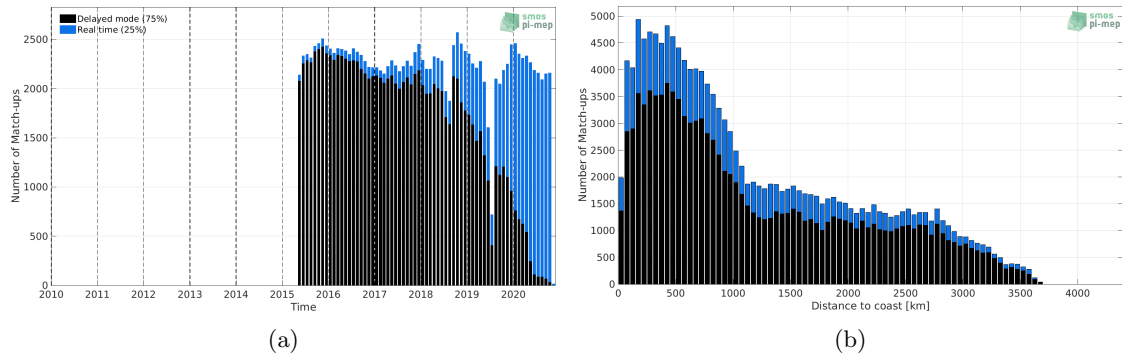 Delayed mode (75%)
Real time (25%)
smos
pi-mep
Number of Match-ups
2500
2000
1500
1000
500
0
2010 2011 2012 2013 2014 2015 2016 2017 2018 2019 2020
Time
(a)
smos
pi-mep
Number of Match-ups
5000
4500
4000
3500
3000
2500
2000
1500
1000
500
0
0 500 1000 1500 2000 2500 3000 3500 4000
Distance to coast [km]
(b)